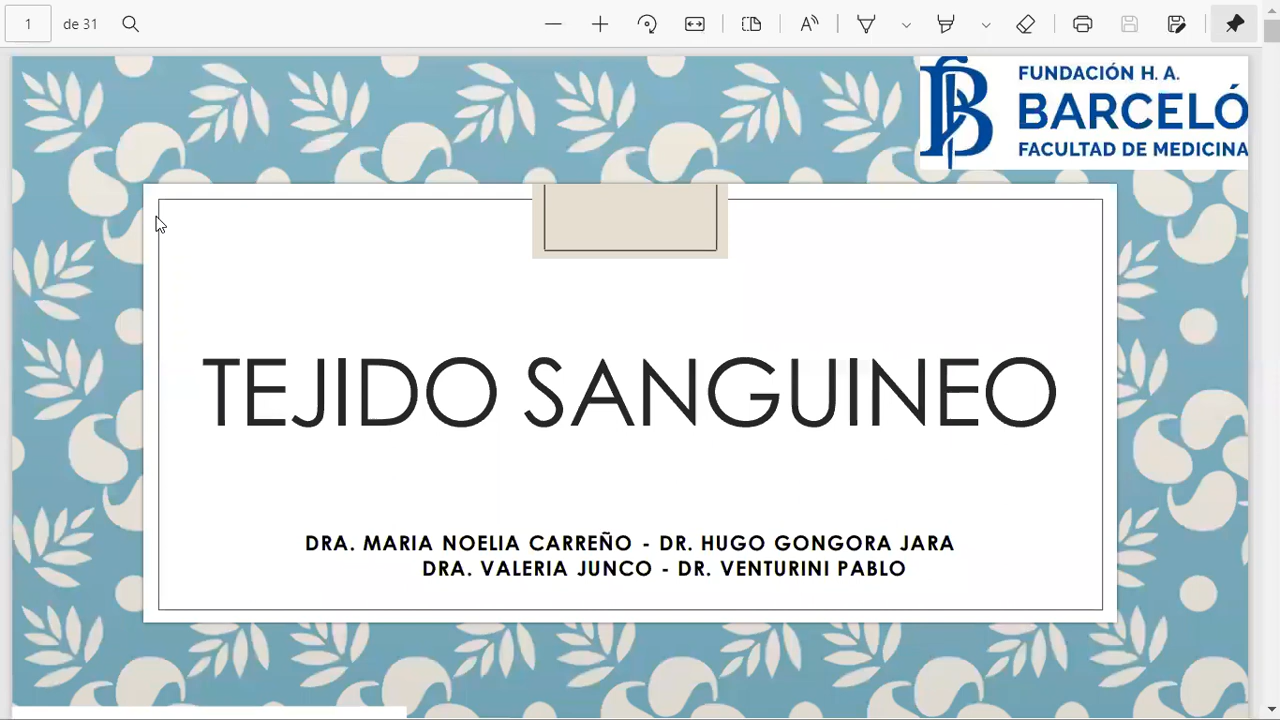 1 de 31
FUNDACIÓN H. A.
BARCELÓ
FACULTAD DE MEDICINA
TEJIDO SANGUINEO
DRA. MARIA NOELIA CARREÑO - DR. HUGO GONGORA JARA
DRA. VALERIA JUNCO - DR. VENTURINI PABLO